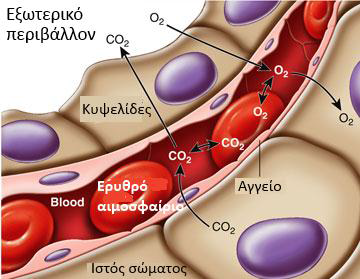 Εξωτερικό
περιβάλλον
O₂
CO₂
O₂
Κυψελίδες
O₂
O₂
CO₂
CO₂
Αγγείο
Blood
Ερυθρό
αιμοσφαίριο
CO₂
Ιστός σώματος